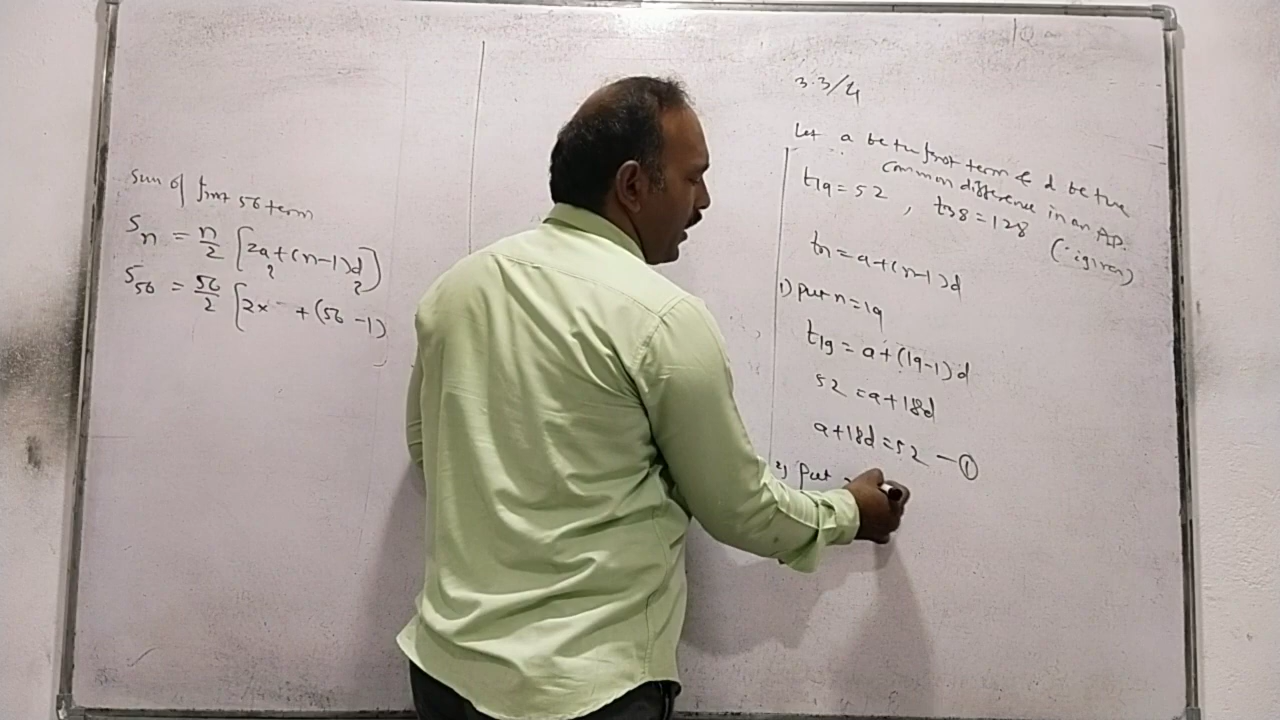 Sum of first 56 term
Sn = n/2 [2a + (n-1)d]
? ?
S56 = 56/2 [2x + (56-1)
3.3/4
Let a be the first term & d be the
common difference in an A.P.
t19 = 52 , t38 = 128 (∵ given)
tn = a+(n-1)d
1) put n=19
t19 = a+(19-1)d
52 = a+18d
a+18d = 52 — ①
2) put